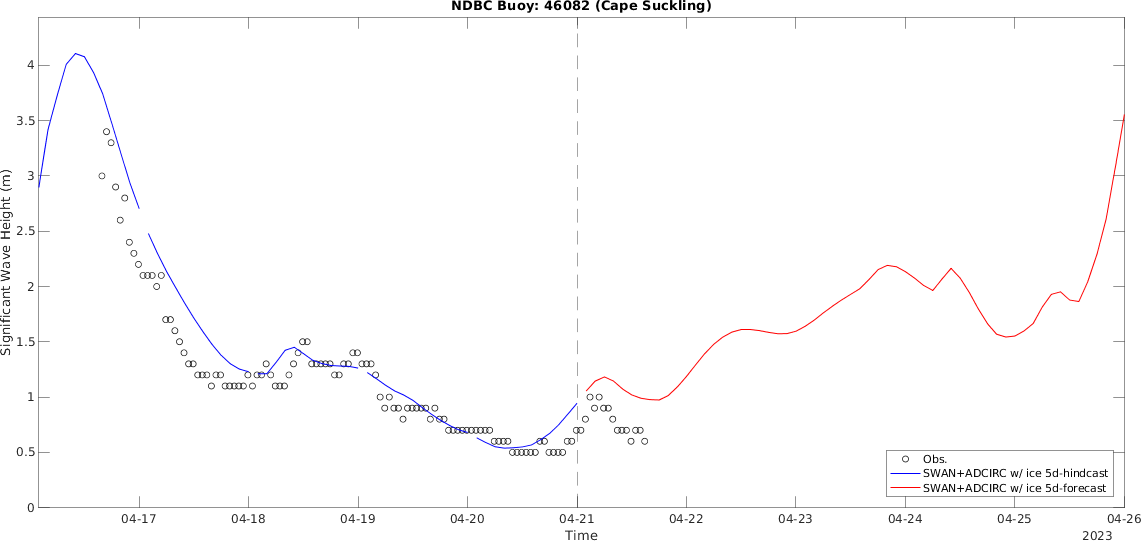 NDBC Buoy: 46082 (Cape Suckling)
Significant Wave Height (m)
4
3.5
3
2.5
2
1.5
1
0.5
0
04-17 04-18 04-19 04-20 04-21 04-22 04-23 04-24 04-25 04-26
Time
2023
Obs.
SWAN+ADCIRC w/ ice 5d-hindcast
SWAN+ADCIRC w/ ice 5d-forecast